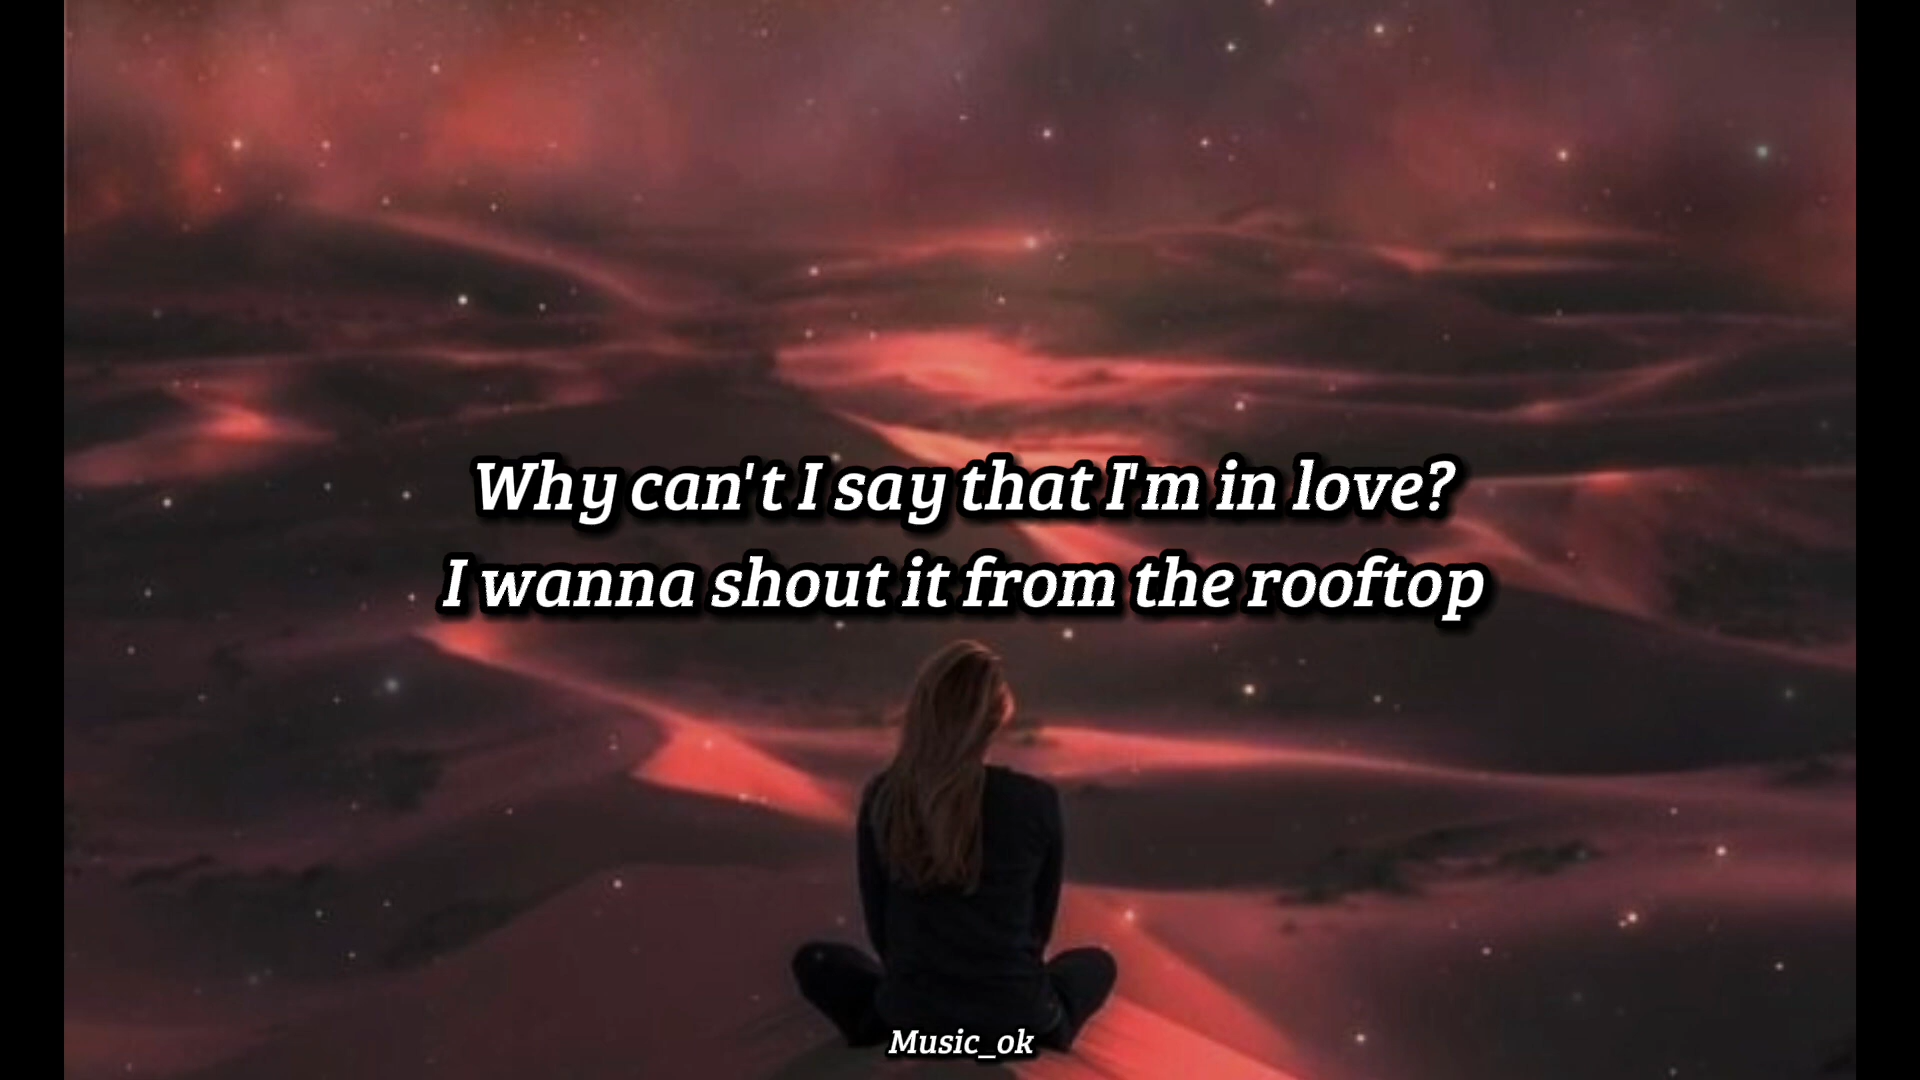 Why can't I say that I'm in love?
I wanna shout it from the rooftop
Music_ok